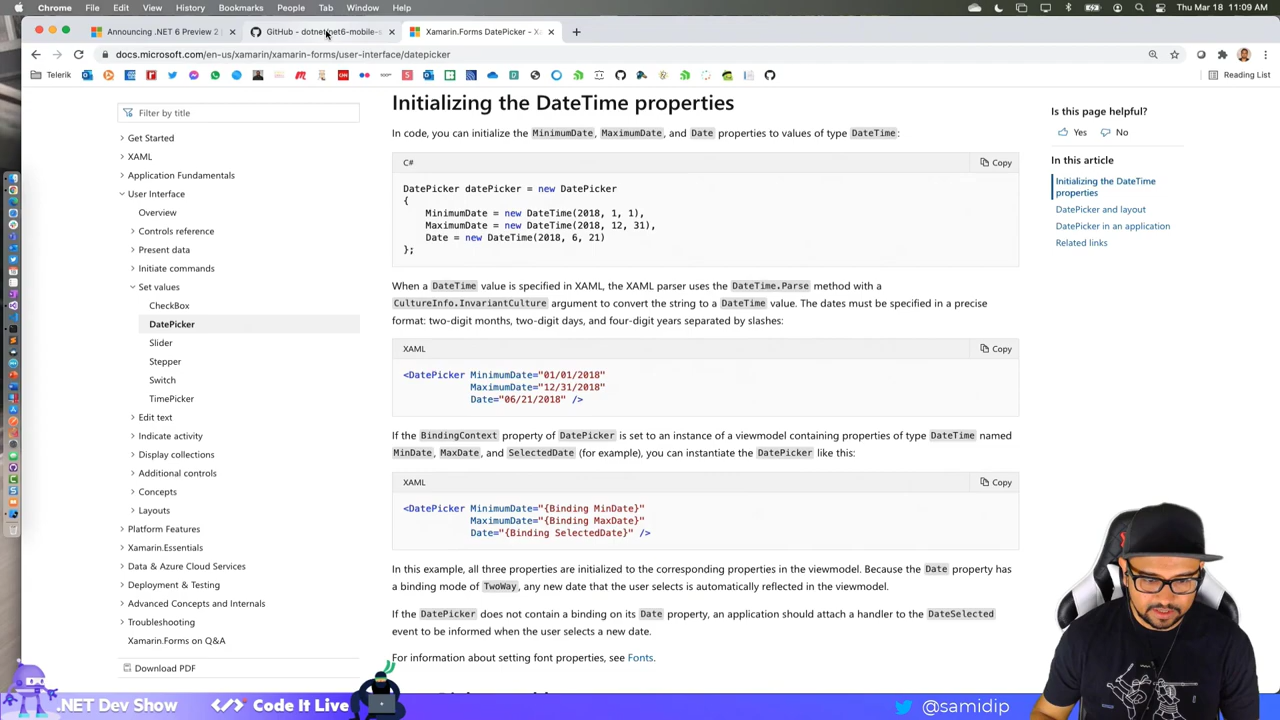 Chrome File Edit View History Bookmarks People Tab Window Help Thu Mar 11 11:09 AM
Announcing .NET 6 Preview 2 GitHub - dotnet/net6-mobile-s Xamarin.Forms DatePicker - X
docs.microsoft.com/en-us/xamarin/xamarin-forms/user-interface/datepicker
Telerik Reading List
Filter by title
Get Started
XAML
Application Fundamentals
User Interface
Overview
Controls reference
Present data
Initiate commands
Set values
CheckBox
DatePicker
Slider
Stepper
Switch
TimePicker
Edit text
Indicate activity
Display collections
Additional controls
Concepts
Layouts
Platform Features
Xamarin.Essentials
Data & Azure Cloud Services
Deployment & Testing
Advanced Concepts and Internals
Troubleshooting
Xamarin.Forms on Q&A
Download PDF
Initializing the DateTime properties
In code, you can initialize the MinimumDate, MaximumDate, and Date properties to values of type DateTime:
C# Copy
DatePicker datePicker = new DatePicker
{
MinimumDate = new DateTime(2018, 1, 1),
MaximumDate = new DateTime(2018, 12, 31),
Date = new DateTime(2018, 6, 21)
};
When a DateTime value is specified in XAML, the XAML parser uses the DateTime.Parse method with a
CultureInfo.InvariantCulture argument to convert the string to a DateTime value. The dates must be specified in a precise
format: two-digit months, two-digit days, and four-digit years separated by slashes:
XAML Copy
<DatePicker MinimumDate="01/01/2018"
MaximumDate="12/31/2018"
Date="06/21/2018" />
If the BindingContext property of DatePicker is set to an instance of a viewmodel containing properties of type DateTime named
MinDate, MaxDate, and SelectedDate (for example), you can instantiate the DatePicker like this:
XAML Copy
<DatePicker MinimumDate="{Binding MinDate}"
MaximumDate="{Binding MaxDate}"
Date="{Binding SelectedDate}" />
In this example, all three properties are initialized to the corresponding properties in the viewmodel. Because the Date property has
a binding mode of TwoWay, any new date that the user selects is automatically reflected in the viewmodel.
If the DatePicker does not contain a binding on its Date property, an application should attach a handler to the DateSelected
event to be informed when the user selects a new date.
For information about setting font properties, see Fonts.
Is this page helpful?
Yes No
In this article
Initializing the DateTime
properties
DatePicker and layout
DatePicker in an application
Related links
.NET Dev Show </> Code It Live @samidip